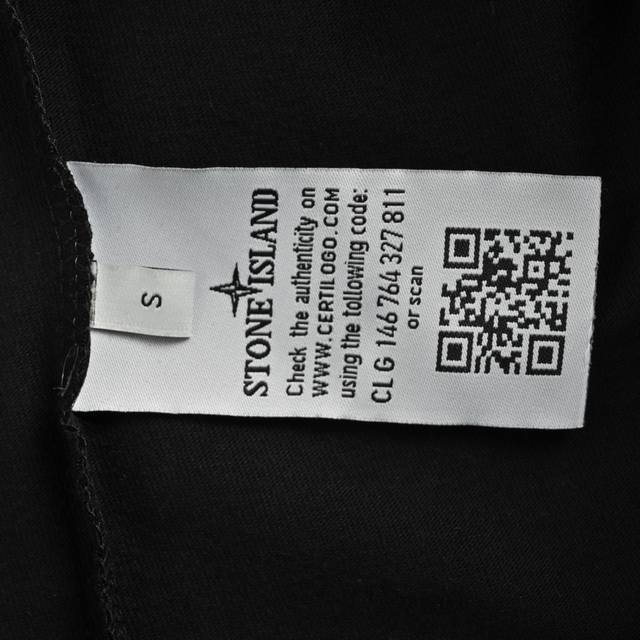 STONE ISLAND
Check the authenticity on
WWW.CERTILOGO.COM
using the following code:
CLG 146 764 327 811
or scan
S